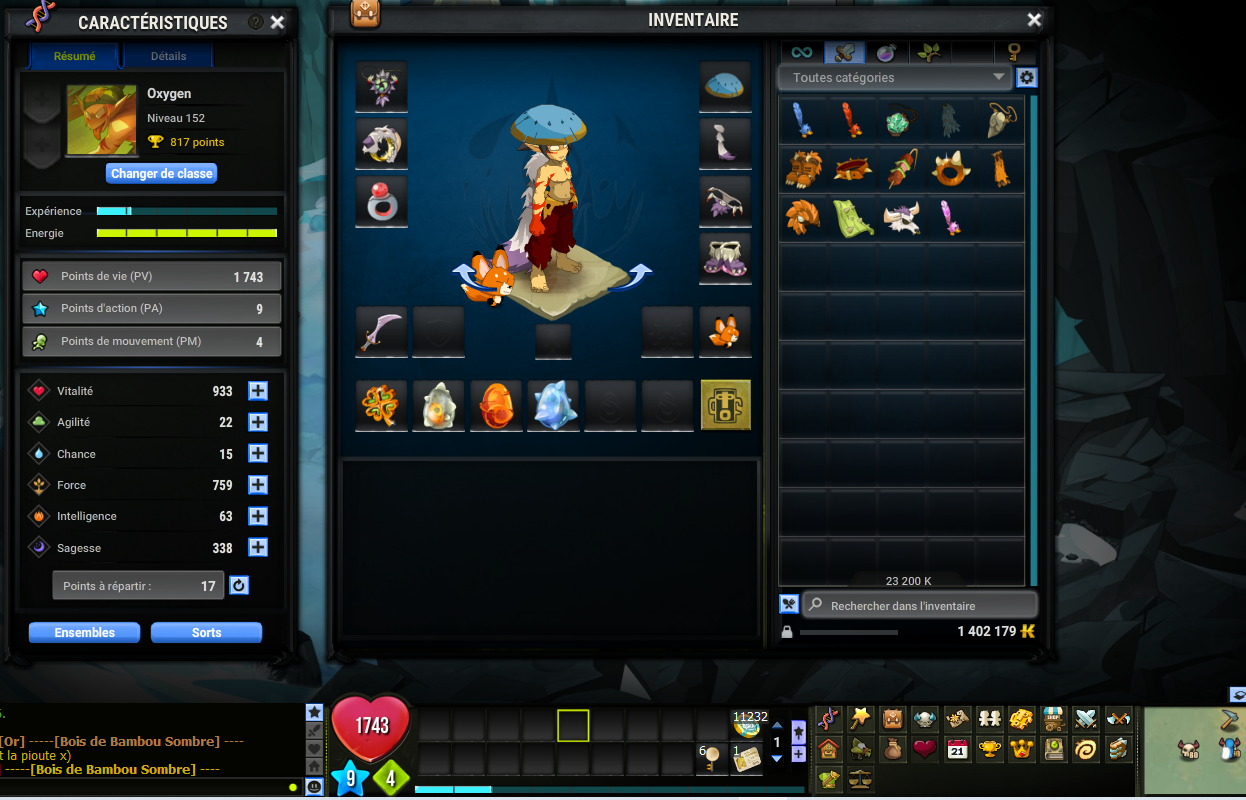 CARACTÉRISTIQUES
?
Résumé
Détails
Oxygen
Niveau 152
817 points
Changer de classe
Expérience
Energie
Points de vie (PV) 1 743
Points d'action (PA) 9
Points de mouvement (PM) 4
Vitalité 933
Agilité 22
Chance 15
Force 759
Intelligence 63
Sagesse 338
Points à répartir : 17
Ensembles
Sorts
INVENTAIRE
Toutes catégories
23 200 K
Rechercher dans l'inventaire
1 402 179
[Or] -----[Bois de Bambou Sombre] ----
t la pioute x)
-----[Bois de Bambou Sombre] ----
1743
9
4
11232
6
1
1
21
SHOP